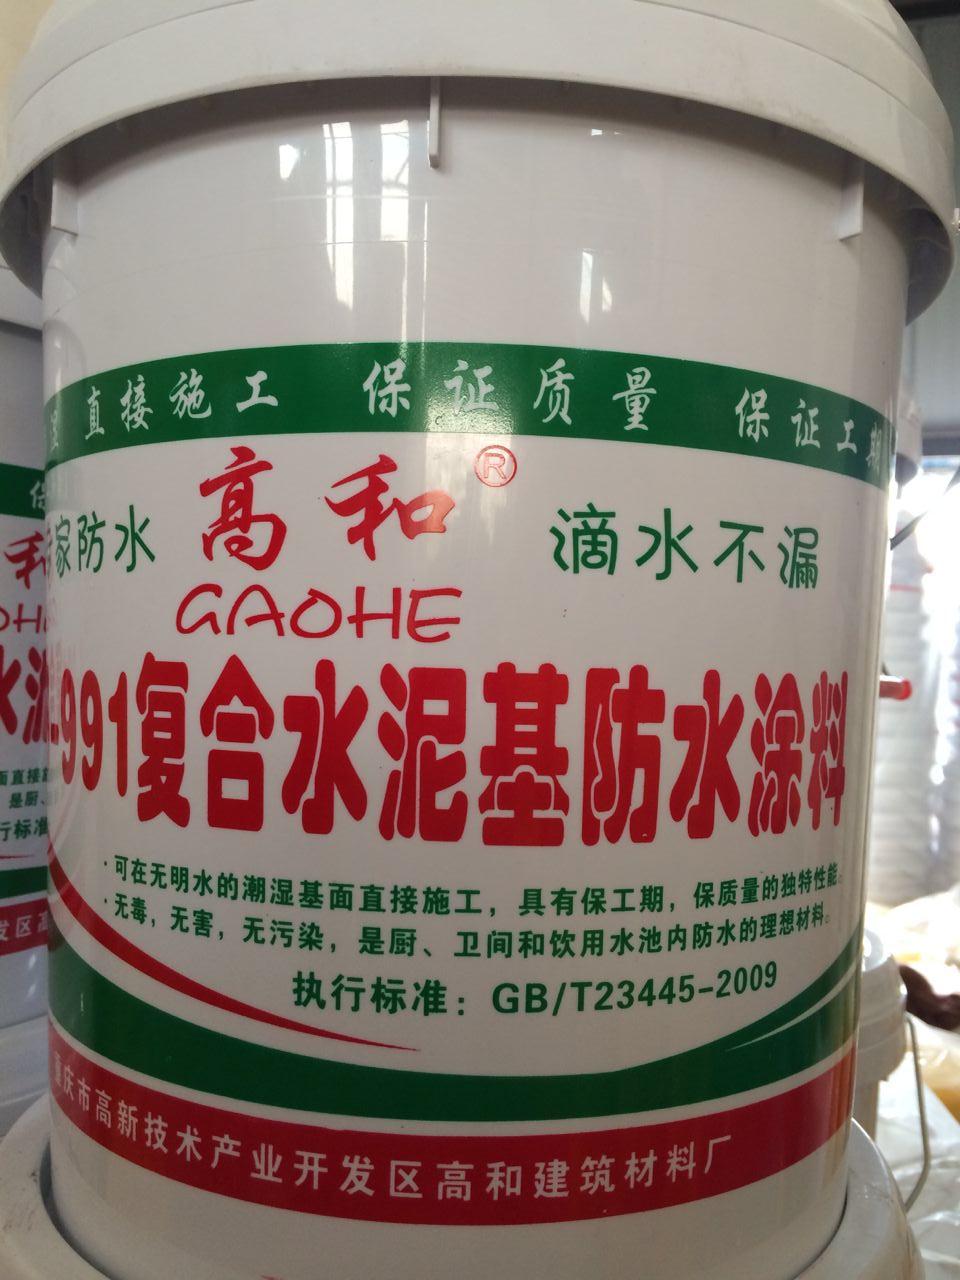 直接施工 保证质量 保证工期
家防水 高和® 滴水不漏
GAOHE
991复合水泥基防水涂料
·可在无明水的潮湿基面直接施工，具有保工期，保质量的独特性能。
·无毒，无害，无污染，是厨、卫间和饮用水池内防水的理想材料。
执行标准：GB/T23445-2009
重庆市高新技术产业开发区高和建筑材料厂